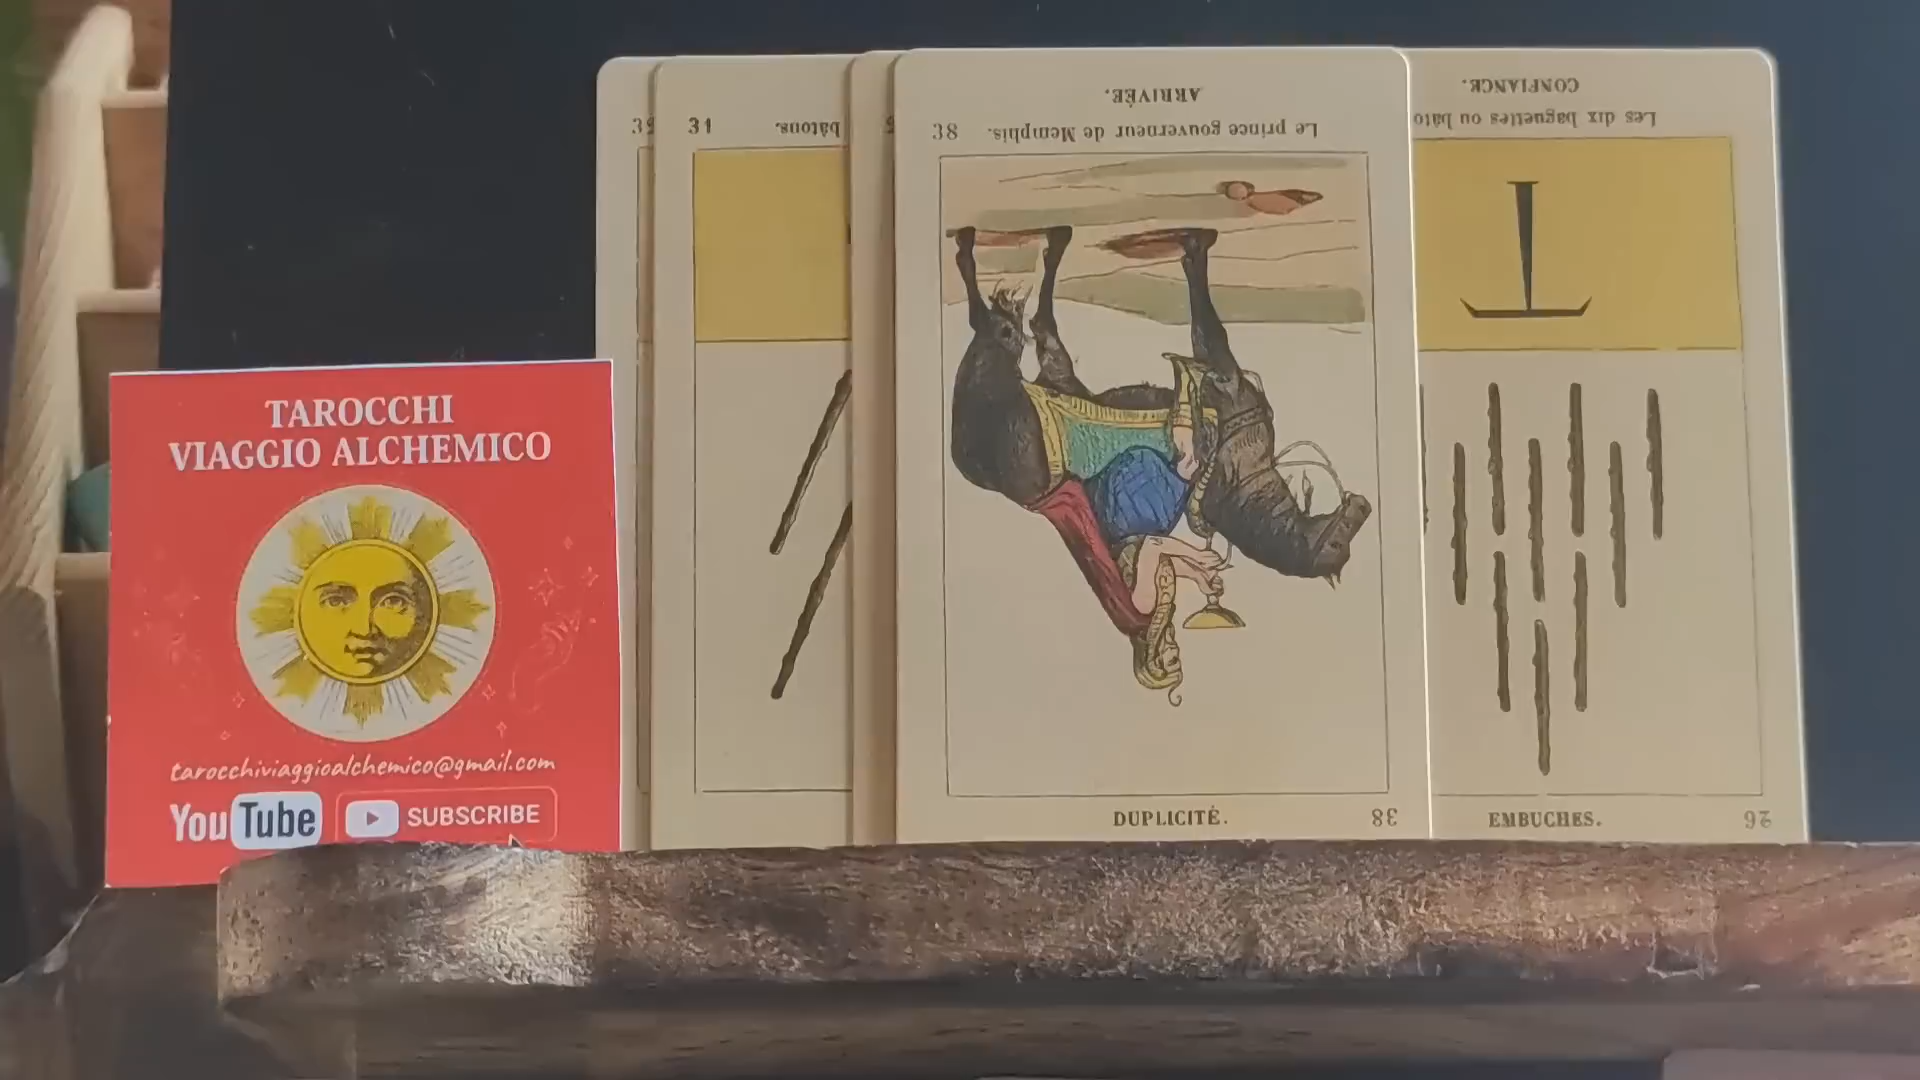 TAROCCHI
VIAGGIO ALCHEMICO
tarocchiviaggioalchemico@gmail.com
YouTube SUBSCRIBE
31
bâtons.
ARRIVÉE.
38 Le prince gouverneur de Memphis.
DUPLICITÉ. 38
CONFIANCE.
Les dix baguettes ou
EMBUCHES. 26